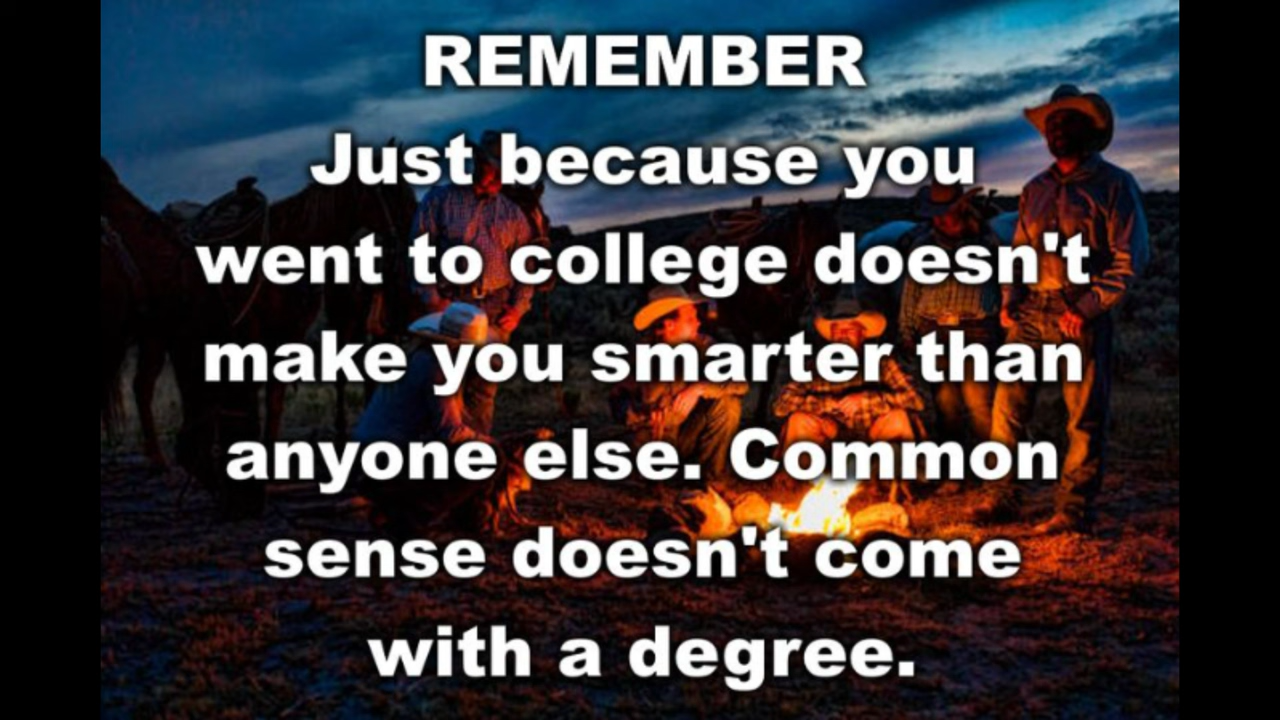 REMEMBER
Just because you
went to college doesn't
make you smarter than
anyone else. Common
sense doesn't come
with a degree.